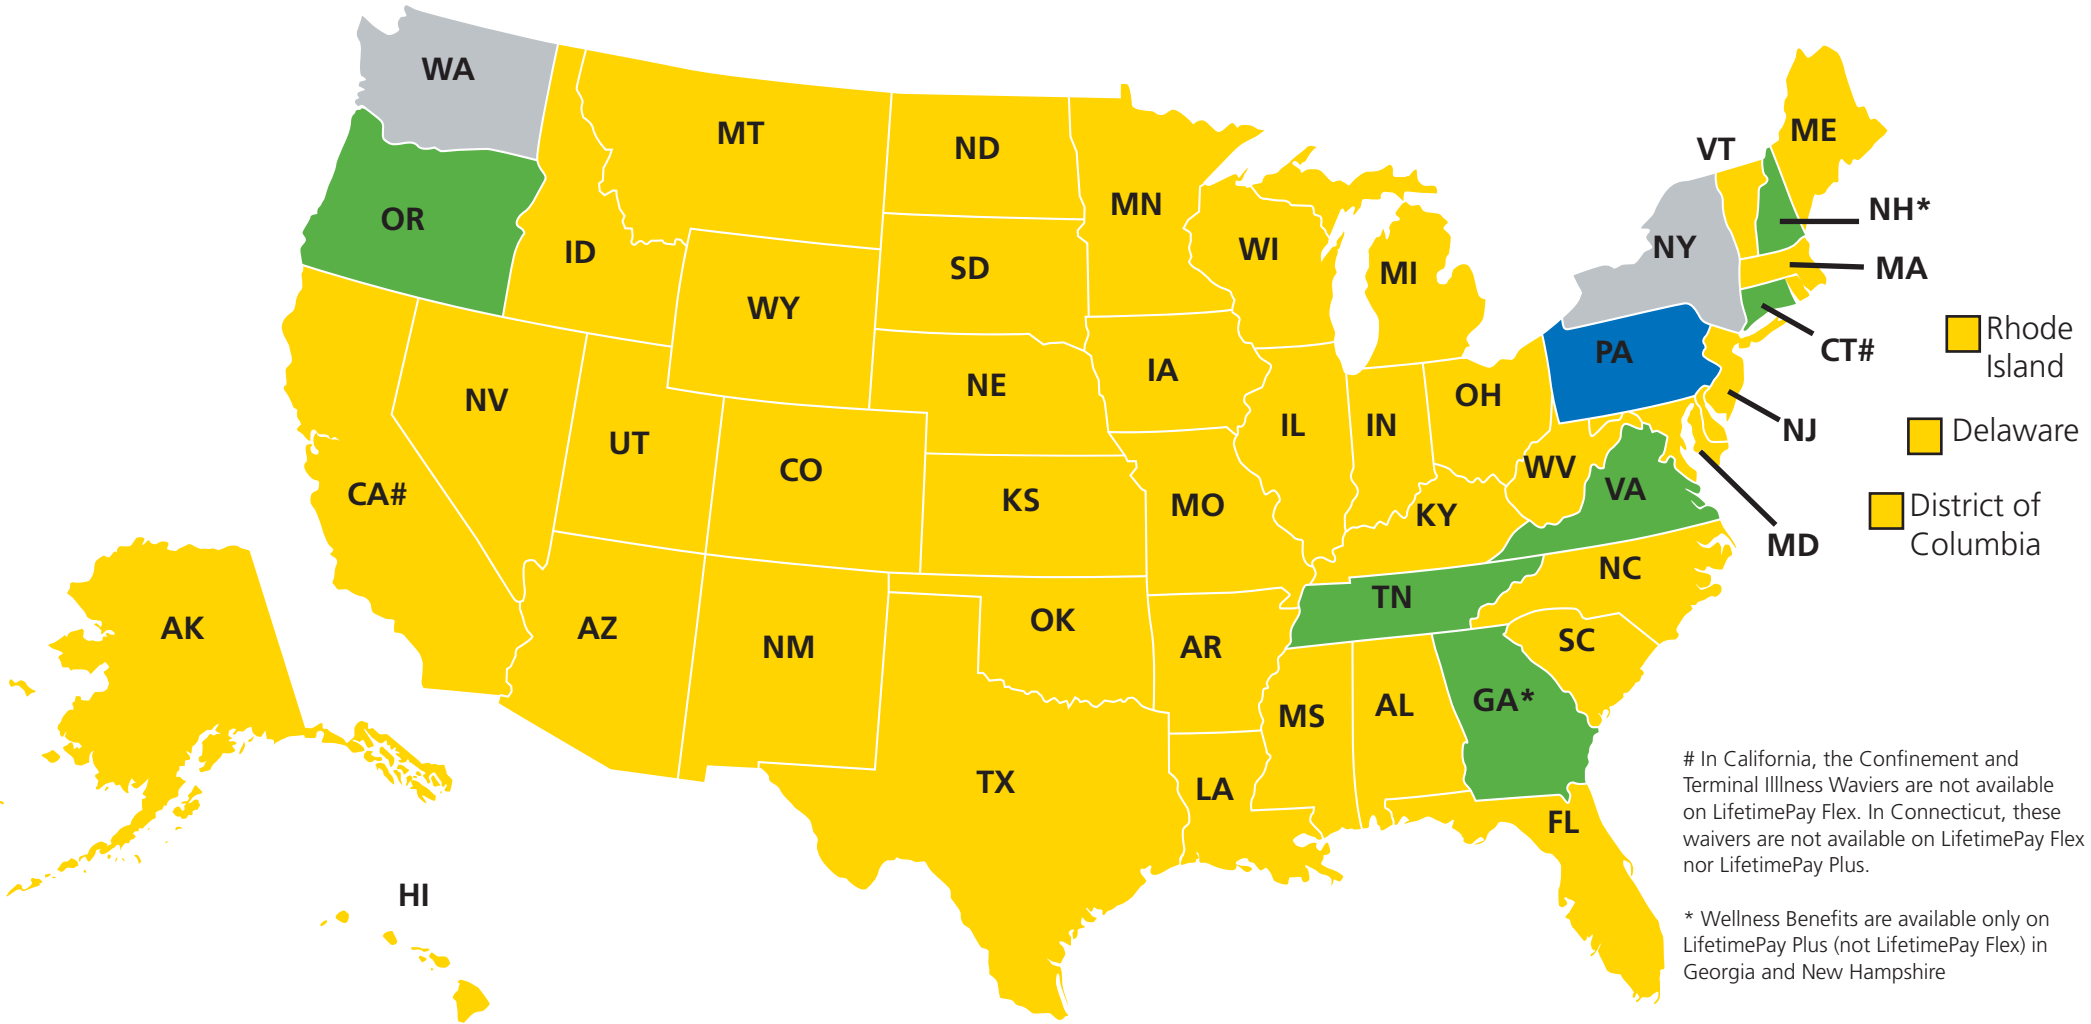 WA
MT
ND
MN
VT
ME
OR
ID
WY
SD
WI
MI
NY
NH*
MA
CT#
Rhode
Island
NV
UT
CO
NE
IA
IL
IN
OH
PA
NJ
Delaware
CA#
KS
MO
KY
WV
VA
MD
District of
Columbia
AK
AZ
NM
OK
AR
TN
NC
SC
MS
AL
GA*
TX
LA
FL
HI
# In California, the Confinement and
Terminal Illlness Waviers are not available
on LifetimePay Flex. In Connecticut, these
waivers are not available on LifetimePay Flex
nor LifetimePay Plus.
* Wellness Benefits are available only on
LifetimePay Plus (not LifetimePay Flex) in
Georgia and New Hampshire